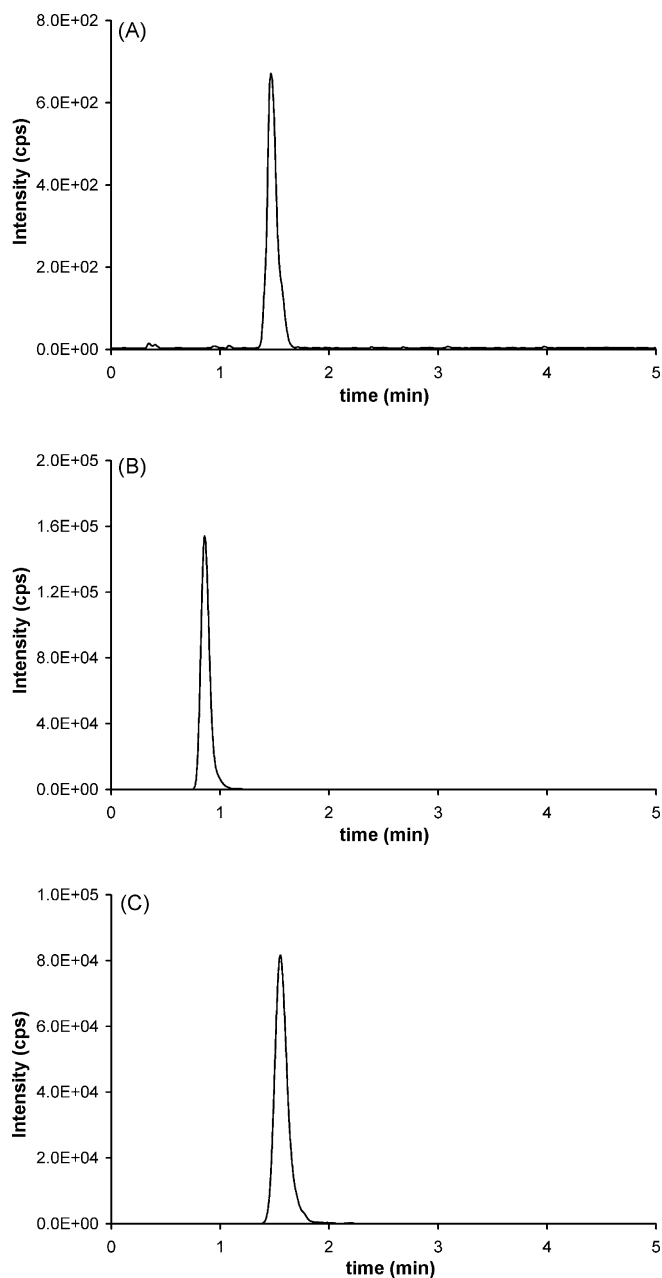 8.0E+02
(A)
6.0E+02
4.0E+02
2.0E+02
0.0E+00
Intensity (cps)
0 1 2 3 4 5
time (min)
2.0E+05
(B)
1.6E+05
1.2E+05
8.0E+04
4.0E+04
0.0E+00
Intensity (cps)
0 1 2 3 4 5
time (min)
1.0E+05
(C)
8.0E+04
6.0E+04
4.0E+04
2.0E+04
0.0E+00
Intensity (cps)
0 1 2 3 4 5
time (min)